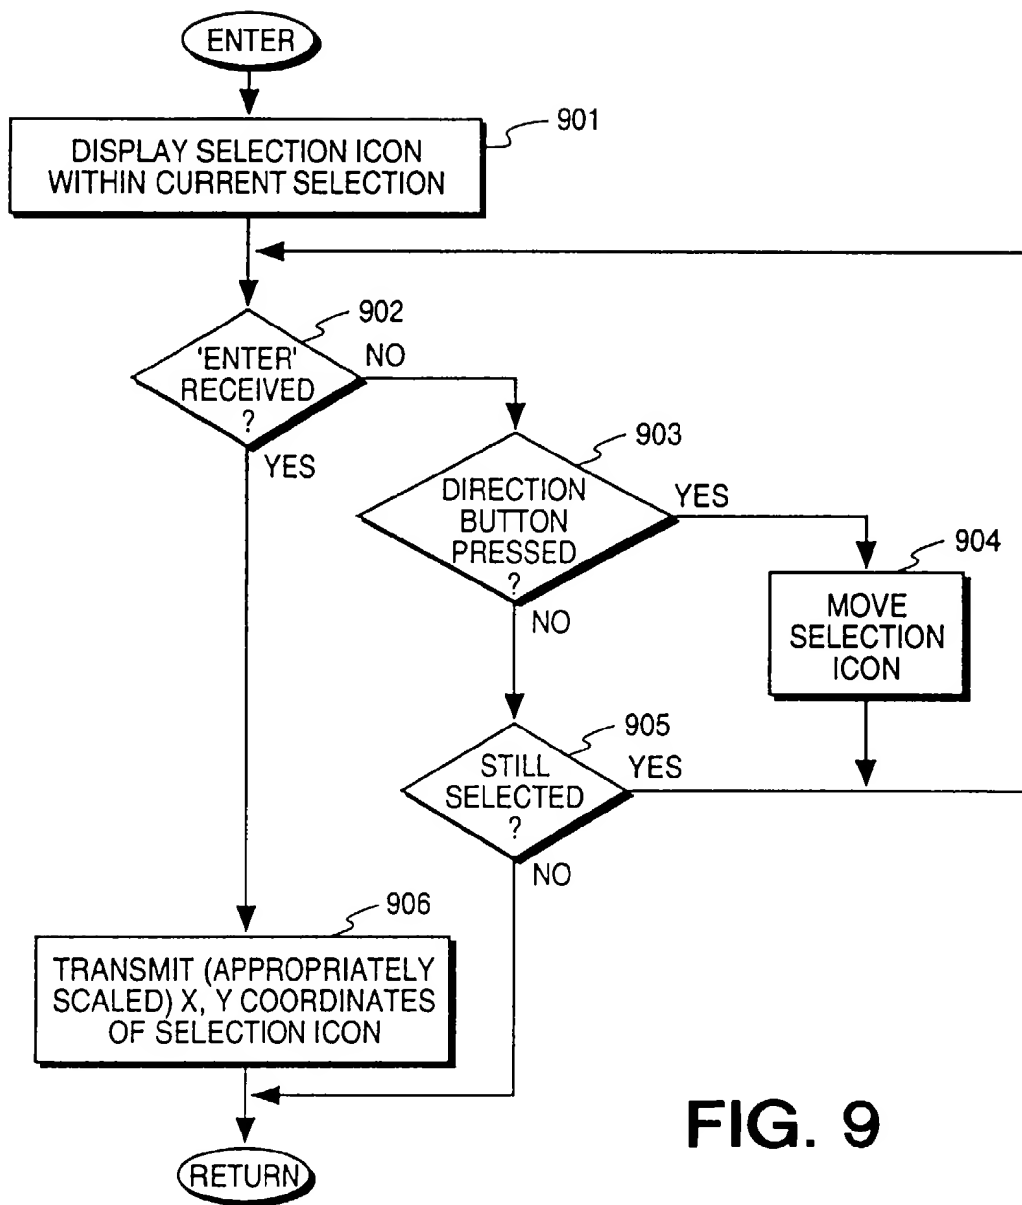 ENTER
901
DISPLAY SELECTION ICON
WITHIN CURRENT SELECTION
902
'ENTER'
RECEIVED
?
NO
YES
903
DIRECTION
BUTTON
PRESSED
?
YES
NO
904
MOVE
SELECTION
ICON
905
STILL
SELECTED
?
YES
NO
906
TRANSMIT (APPROPRIATELY
SCALED) X, Y COORDINATES
OF SELECTION ICON
RETURN
FIG. 9